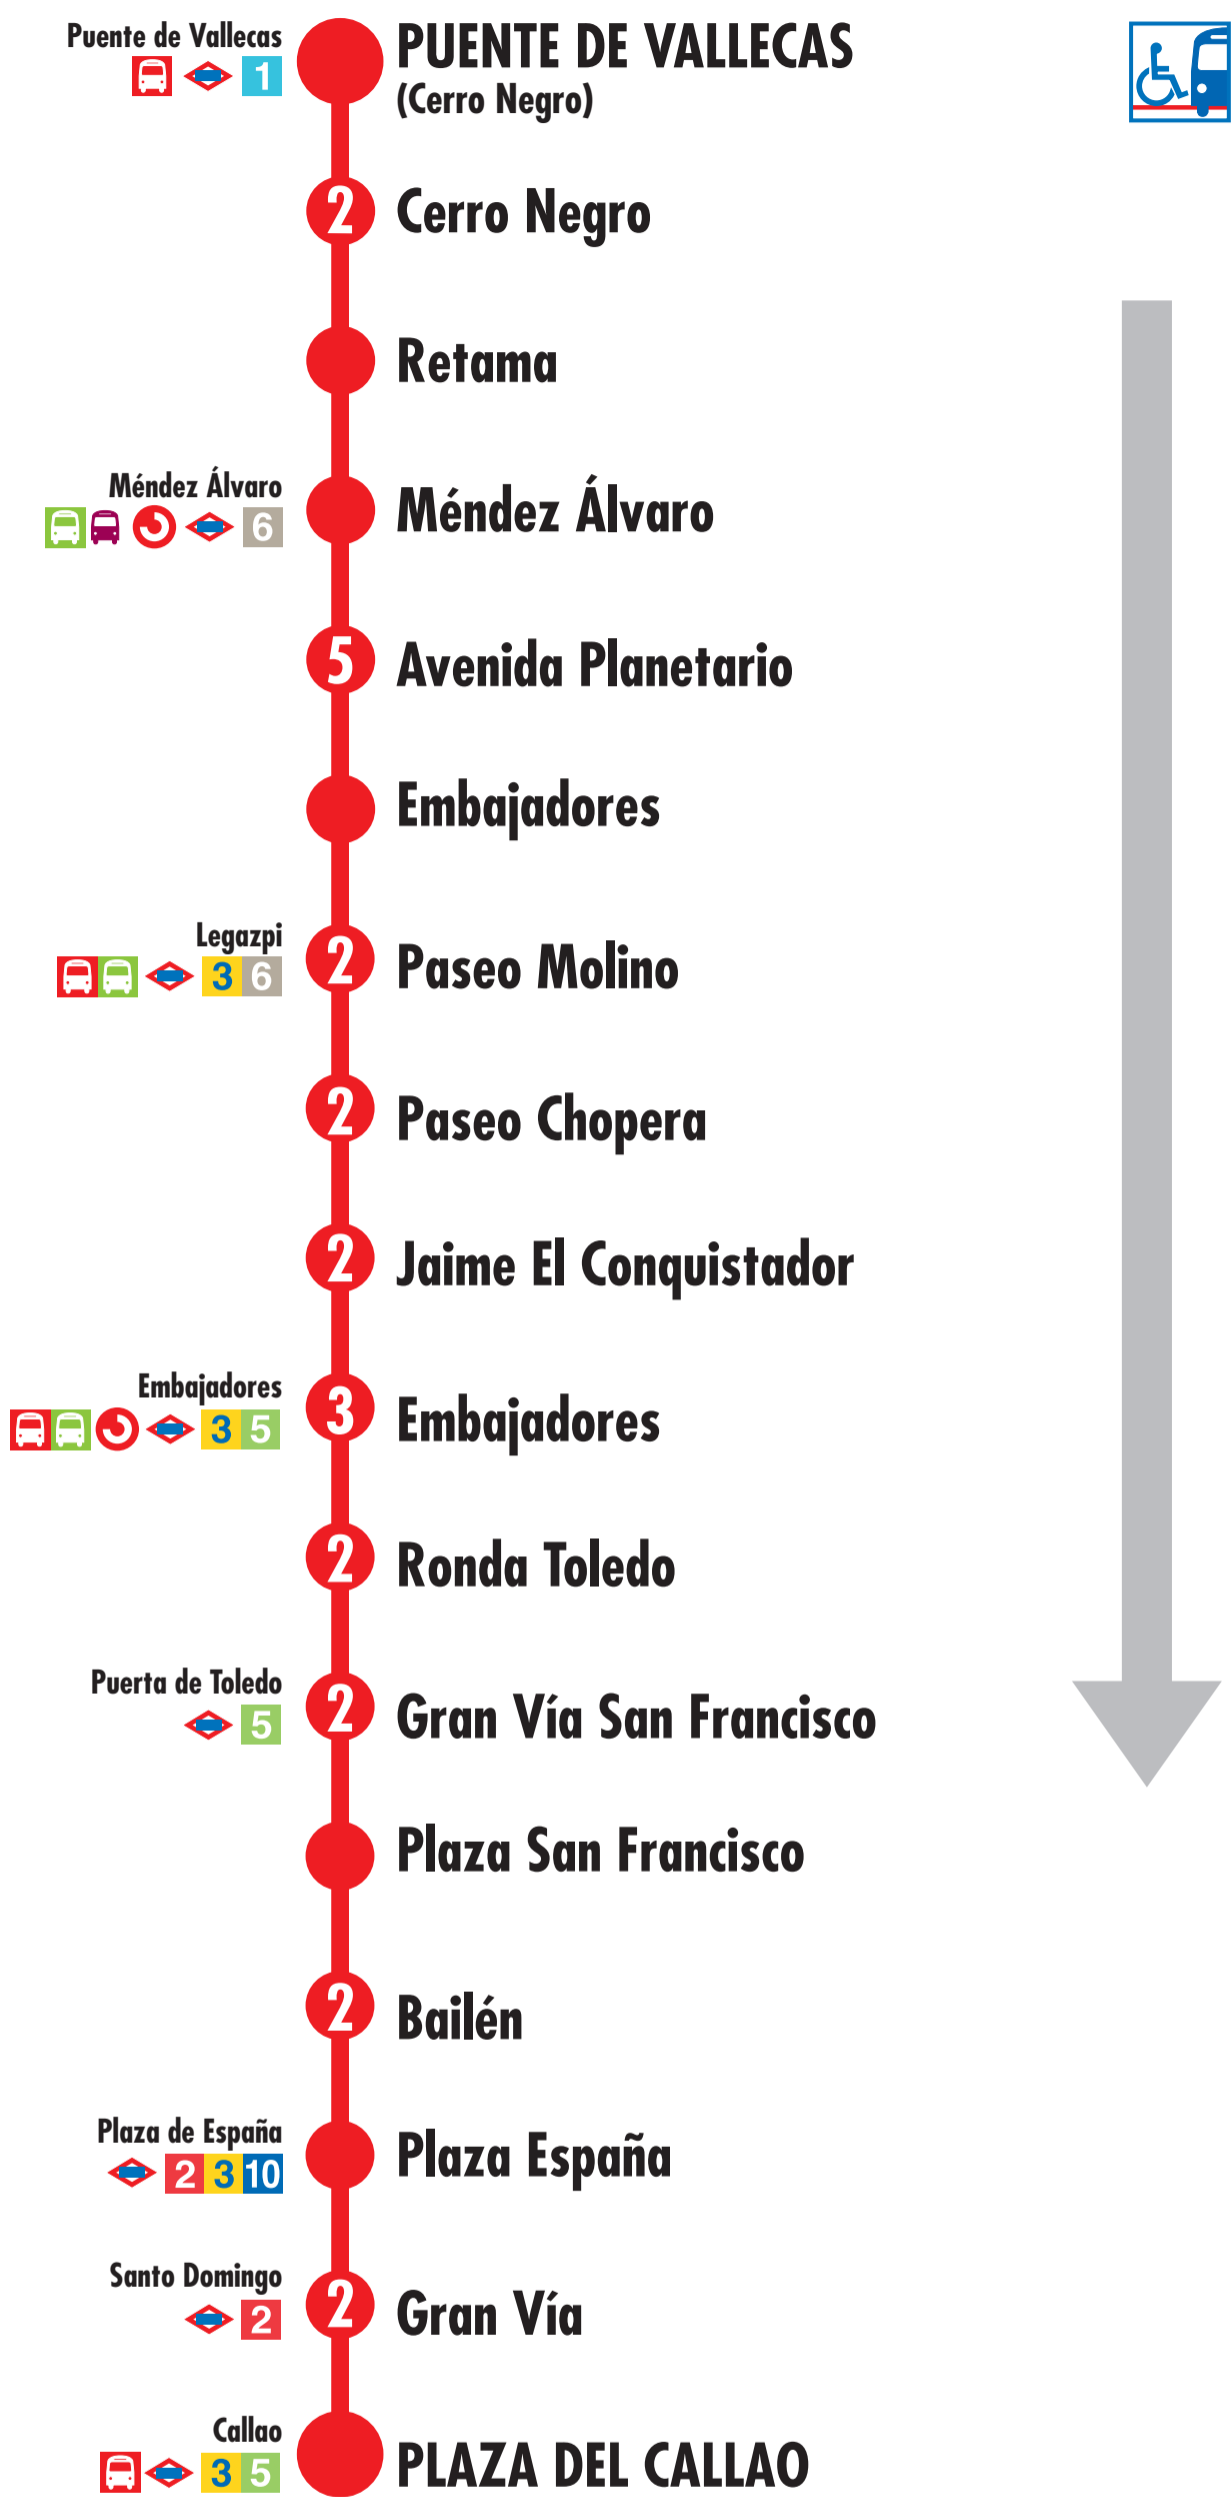 Puente de Vallecas
1
PUENTE DE VALLECAS
(Cerro Negro)
2
Cerro Negro
Retama
Méndez Álvaro
6
Méndez Álvaro
5
Avenida Planetario
Embajadores
Legazpi
3 6
2
Paseo Molino
2
Paseo Chopera
2
Jaime El Conquistador
Embajadores
3 5
3
Embajadores
2
Ronda Toledo
Puerta de Toledo
5
2
Gran Vía San Francisco
Plaza San Francisco
2
Bailén
Plaza de España
2 3 10
Plaza España
Santo Domingo
2
2
Gran Vía
Callao
3 5
PLAZA DEL CALLAO